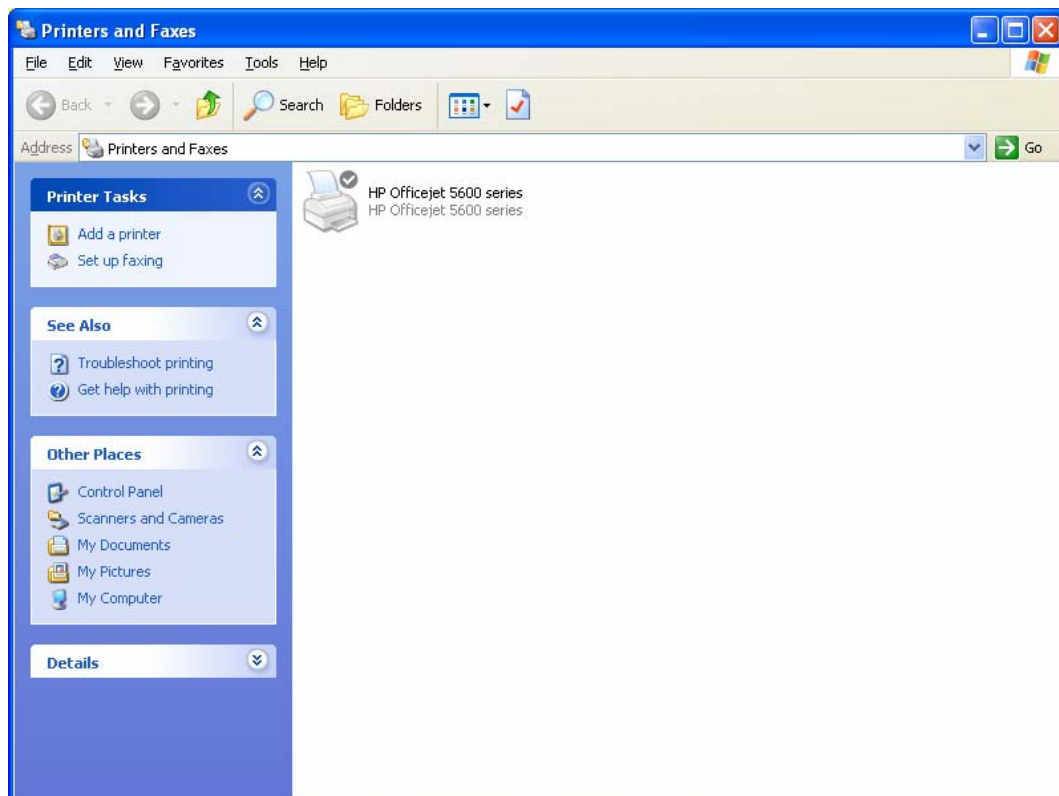 Printers and Faxes
File Edit View Favorites Tools Help
Back Search Folders
Address Printers and Faxes Go
Printer Tasks
Add a printer
Set up faxing
See Also
Troubleshoot printing
Get help with printing
Other Places
Control Panel
Scanners and Cameras
My Documents
My Pictures
My Computer
Details
HP Officejet 5600 series
HP Officejet 5600 series